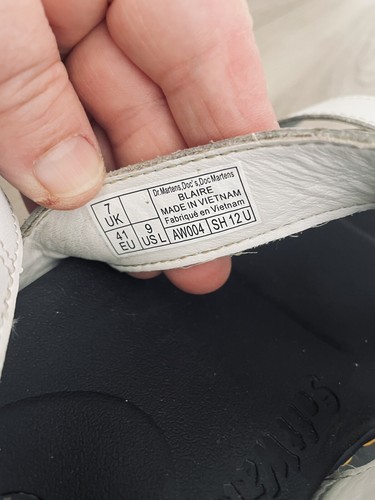 7
UK
41
EU
9
US L
Dr.Martens,Doc's,Doc Martens
BLAIRE
MADE IN VIETNAM
Fabriqué en Vietnam
AW004
SH 12 U